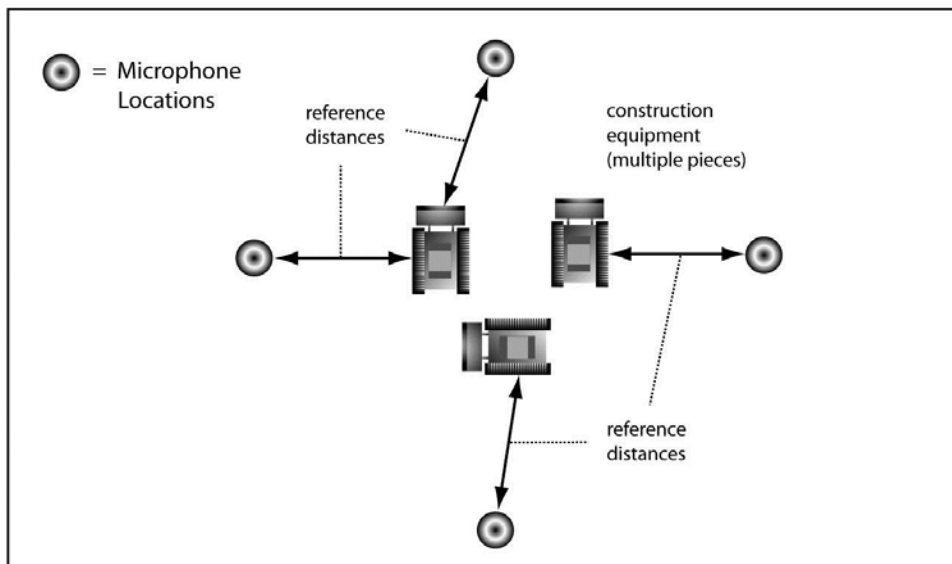 = Microphone
Locations
reference
distances
construction
equipment
(multiple pieces)
reference
distances